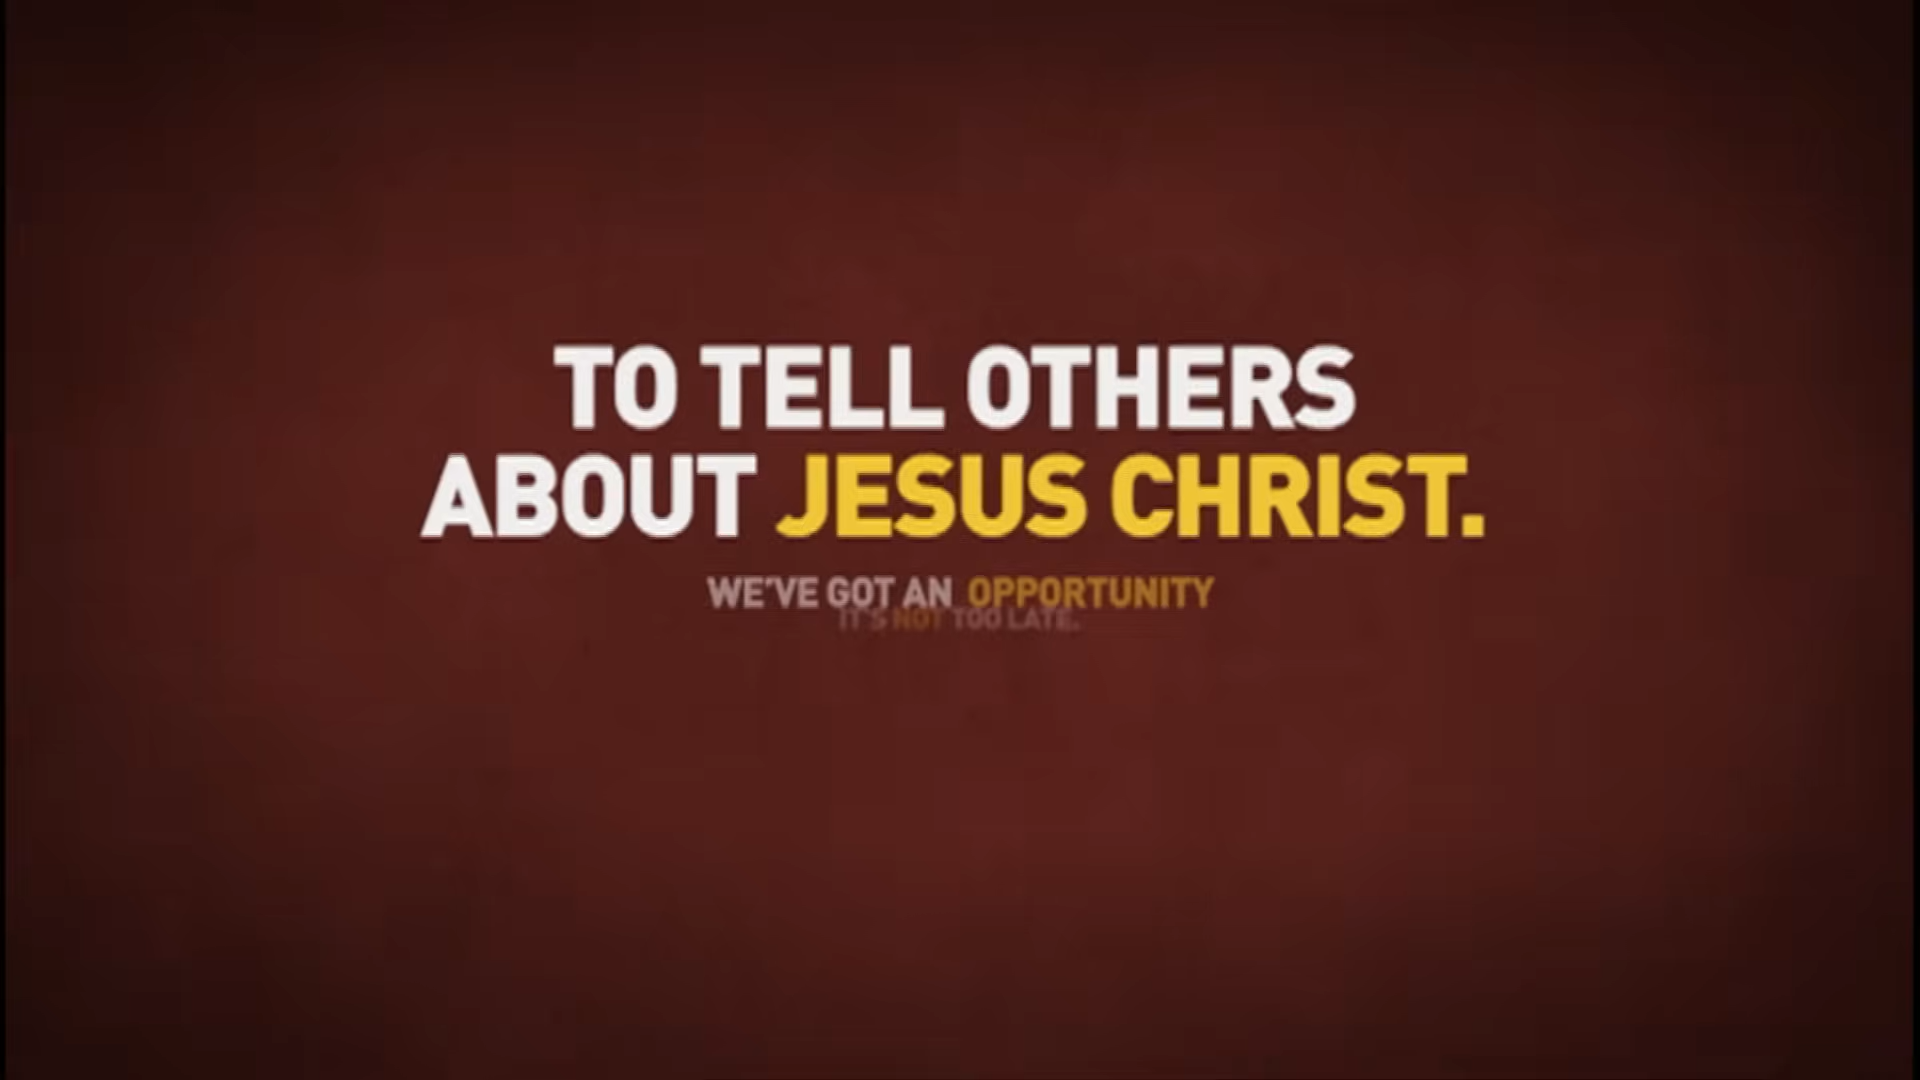 TO TELL OTHERS
ABOUT JESUS CHRIST.
WE'VE GOT AN OPPORTUNITY
IT'S NOT TOO LATE.